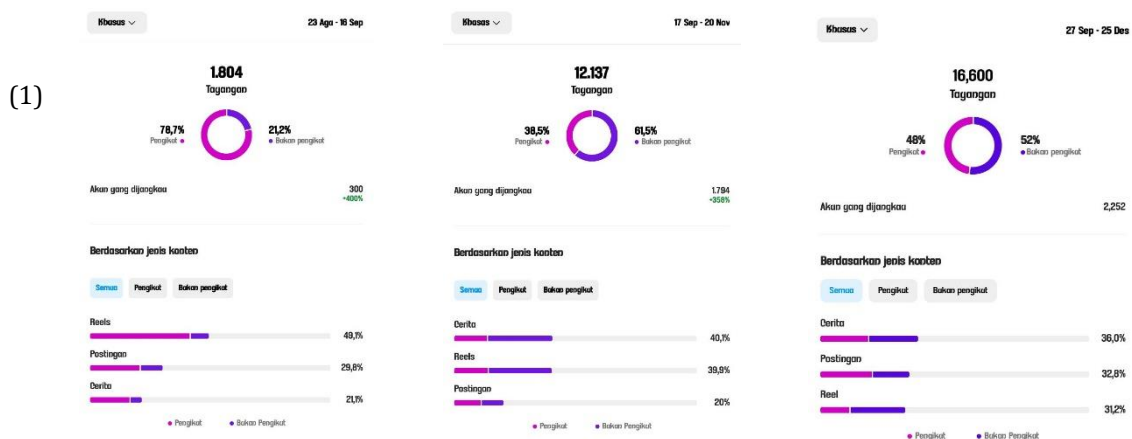 (1)
Khusus
23 Agu - 16 Sep
1.804
Tayangan
78,7%
Pengikut
21,2%
Bukan pengikut
Akun yang dijangkau
300
+400%
Berdasarkan jenis konten
Semua Pengikut Bukan pengikut
Reels
49,1%
Postingan
29,8%
Cerita
21,1%
Pengikut Bukan Pengikut
Khusus
17 Sep - 20 Nov
12.137
Tayangan
38,5%
Pengikut
61,5%
Bukan pengikut
Akun yang dijangkau
1.794
+356%
Berdasarkan jenis konten
Semua Pengikut Bukan pengikut
Cerita
40,1%
Reels
39,9%
Postingan
20%
Pengikut Bukan Pengikut
Khusus
27 Sep - 25 Des
16,600
Tayangan
48%
Pengikut
52%
Bukan pengikut
Akun yang dijangkau
2,252
Berdasarkan jenis konten
Semua Pengikut Bukan pengikut
Cerita
36,0%
Postingan
32,8%
Reel
31,2%
Pengikut Bukan Pengikut